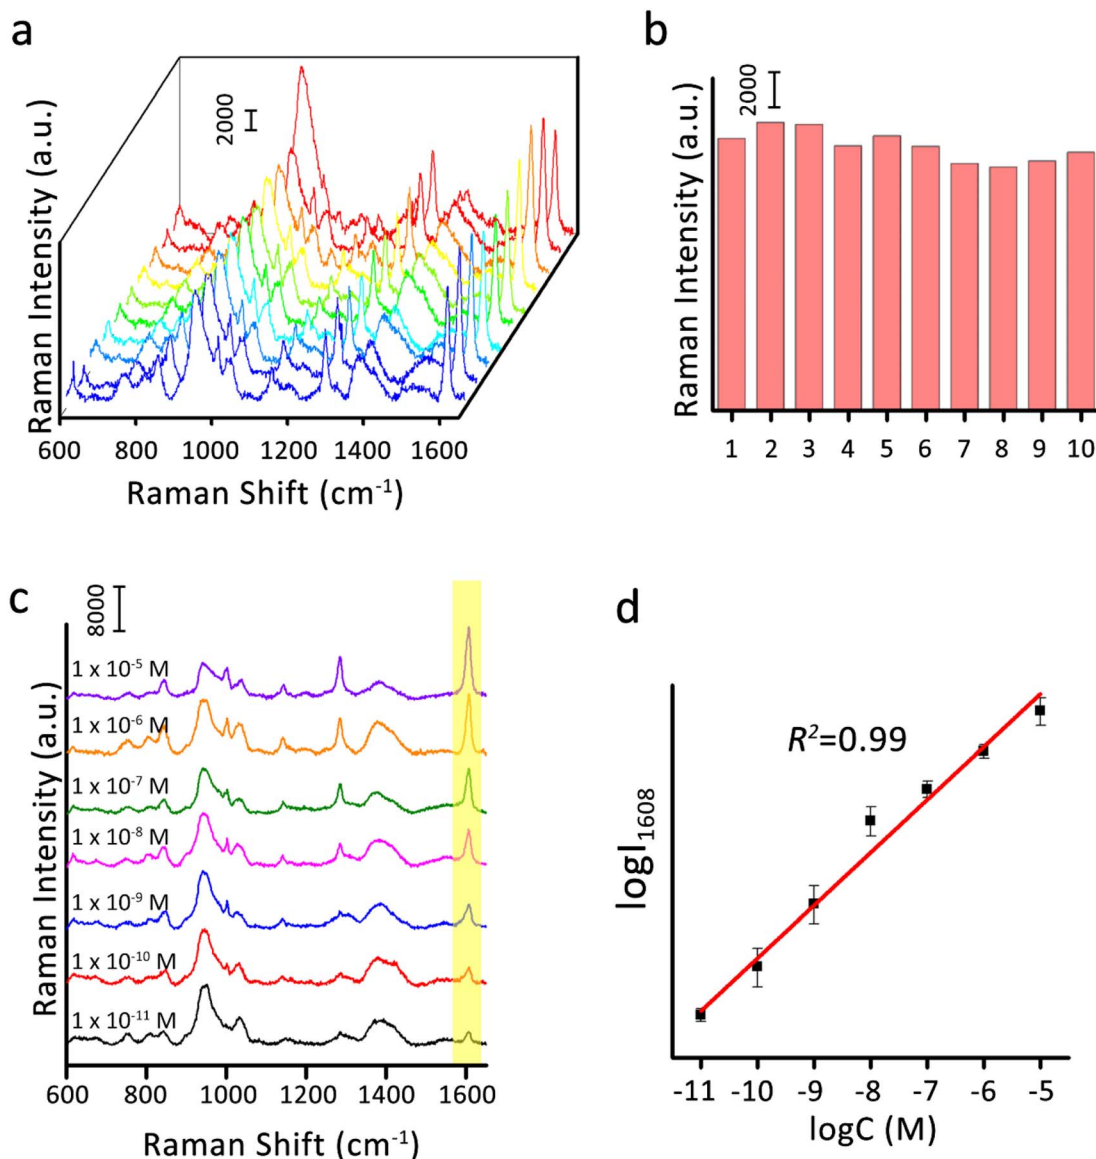 a
Raman Intensity (a.u.)
2000
600 800 1000 1200 1400 1600
Raman Shift (cm⁻¹)
b
Raman Intensity (a.u.)
2000
1 2 3 4 5 6 7 8 9 10
c
Raman Intensity (a.u.)
8000
1 x 10⁻⁵ M
1 x 10⁻⁶ M
1 x 10⁻⁷ M
1 x 10⁻⁸ M
1 x 10⁻⁹ M
1 x 10⁻¹⁰ M
1 x 10⁻¹¹ M
600 800 1000 1200 1400 1600
Raman Shift (cm⁻¹)
d
logI₁₆₀₈
R²=0.99
-11 -10 -9 -8 -7 -6 -5
logC (M)